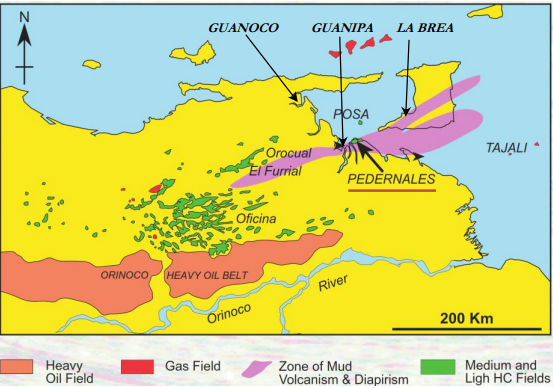 N
GUANOCO
GUANIPA
LA BREA
POSA
Orocual
El Furrial
PEDERNALES
TAJALI
Oficina
ORINOCO
HEAVY OIL BELT
Orinoco
River
200 Km
Heavy
Oil Field
Gas Field
Zone of Mud
Volcanism & Diapirism
Medium and
Ligh HC Fields